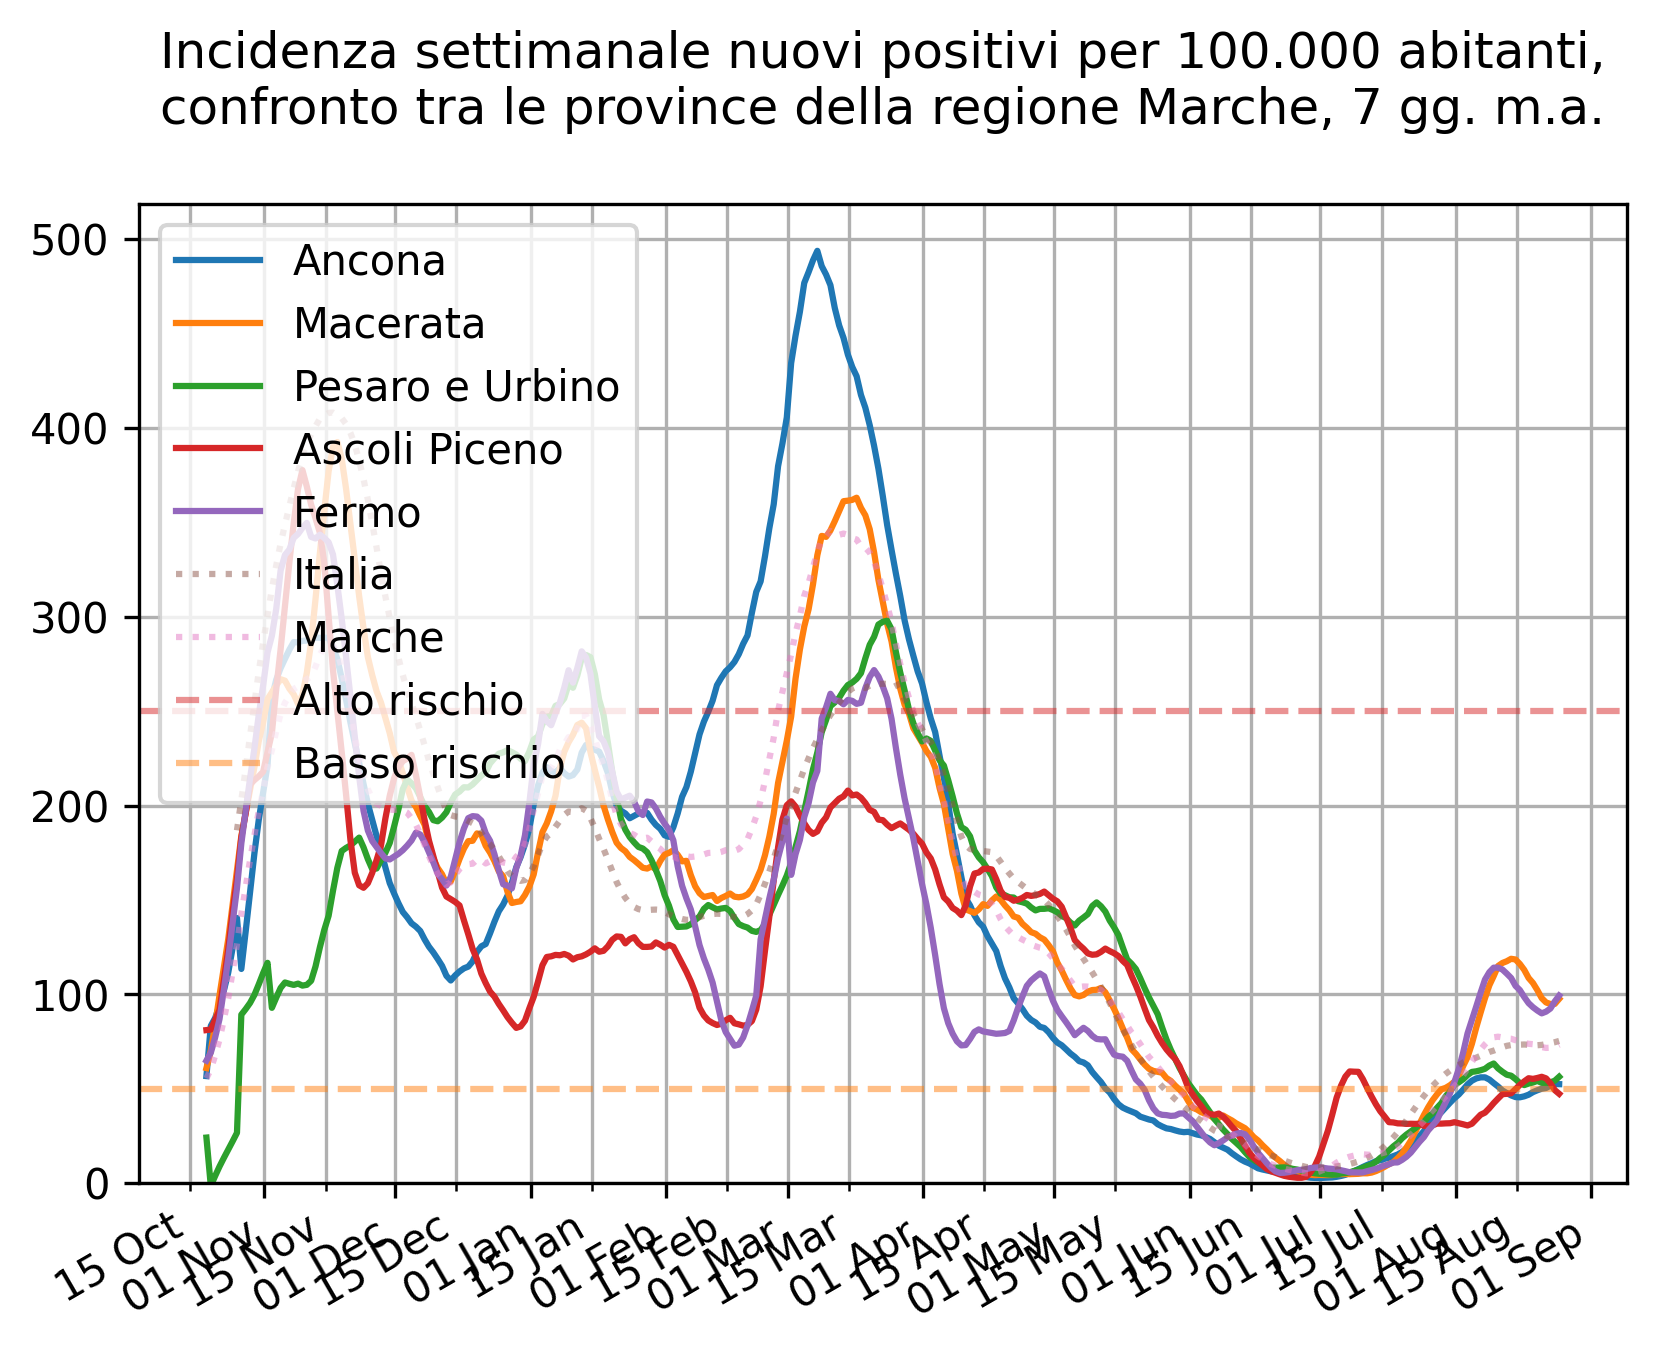 Incidenza settimanale nuovi positivi per 100.000 abitanti,
confronto tra le province della regione Marche, 7 gg. m.a.
500
400
300
200
100
0
Ancona
Macerata
Pesaro e Urbino
Ascoli Piceno
Fermo
Italia
Marche
Alto rischio
Basso rischio
15 Oct
01 Nov
15 Nov
01 Dec
15 Dec
01 Jan
15 Jan
01 Feb
15 Feb
01 Mar
15 Mar
01 Apr
15 Apr
01 May
15 May
01 Jun
15 Jun
01 Jul
15 Jul
01 Aug
15 Aug
01 Sep